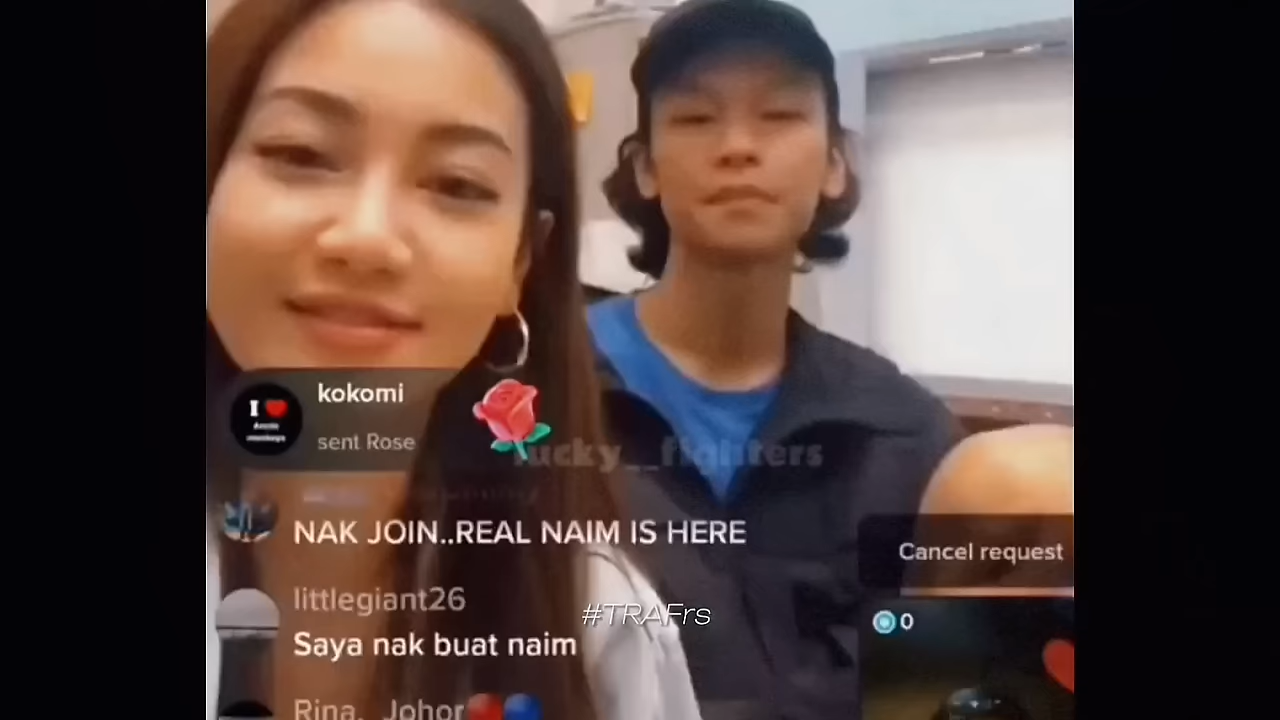 kokomi
I ❤️
sent Rose
lucky__fighters
NAK JOIN..REAL NAIM IS HERE
Cancel request
littlegiant26
#TRAFrs
0
Saya nak buat naim
Rina._Johor🔴🔵